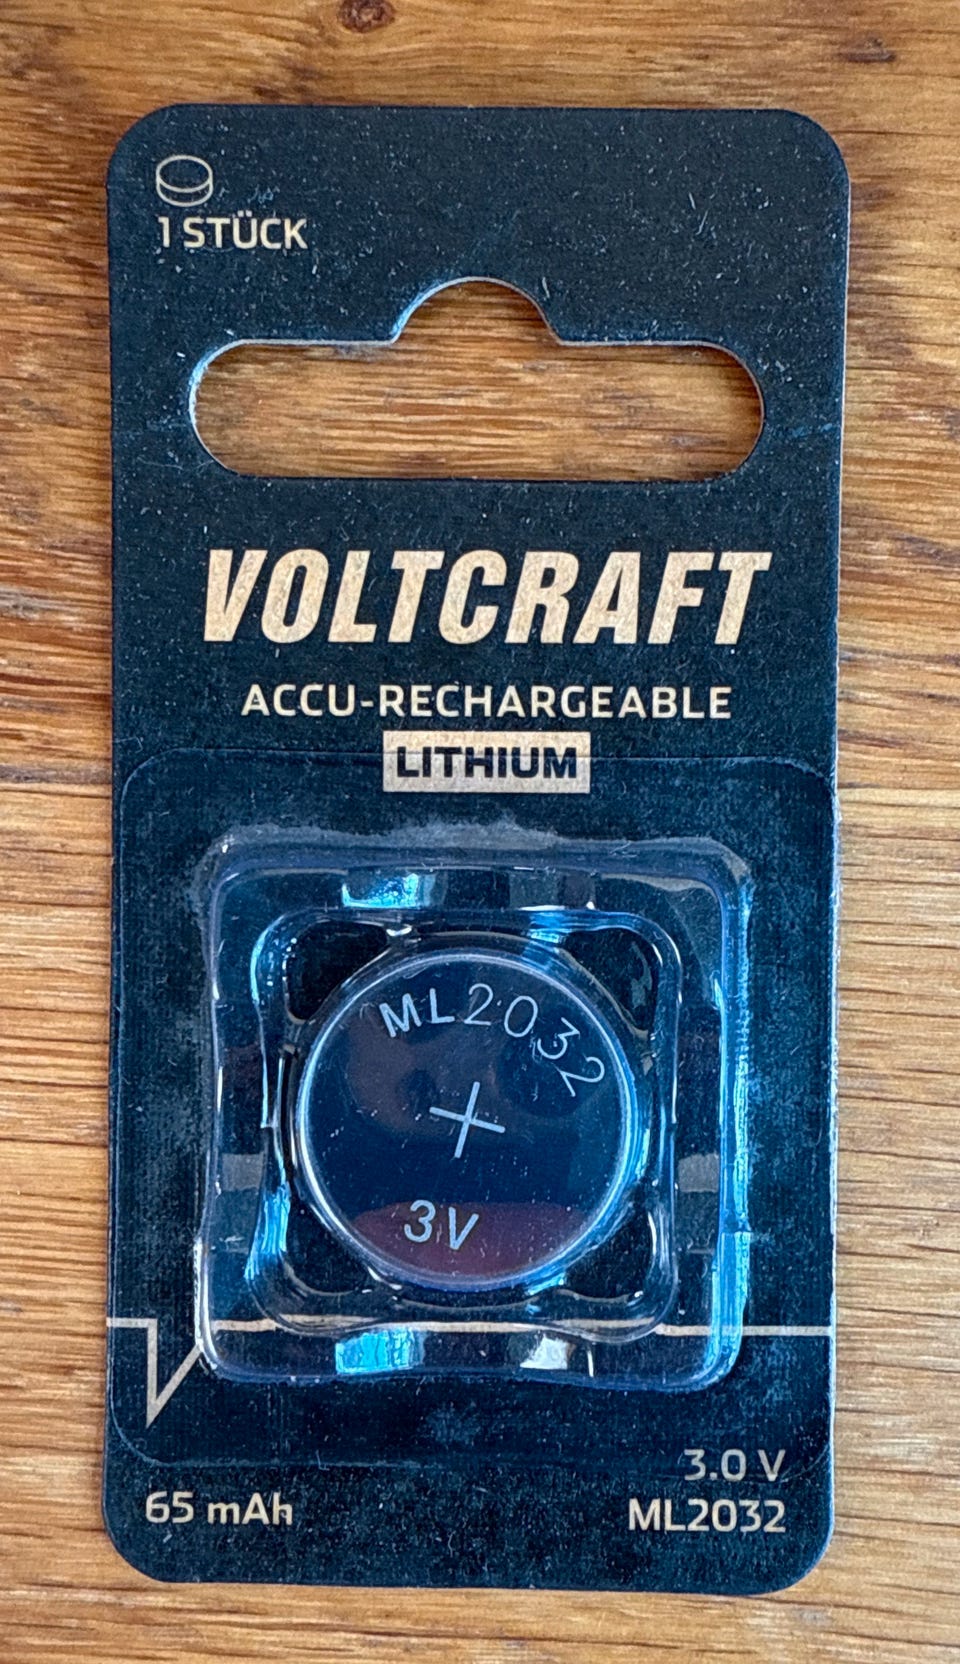 1 STÜCK
VOLTCRAFT
ACCU-RECHARGEABLE
LITHIUM
ML2032
+
3V
3.0 V
65 mAh
ML2032